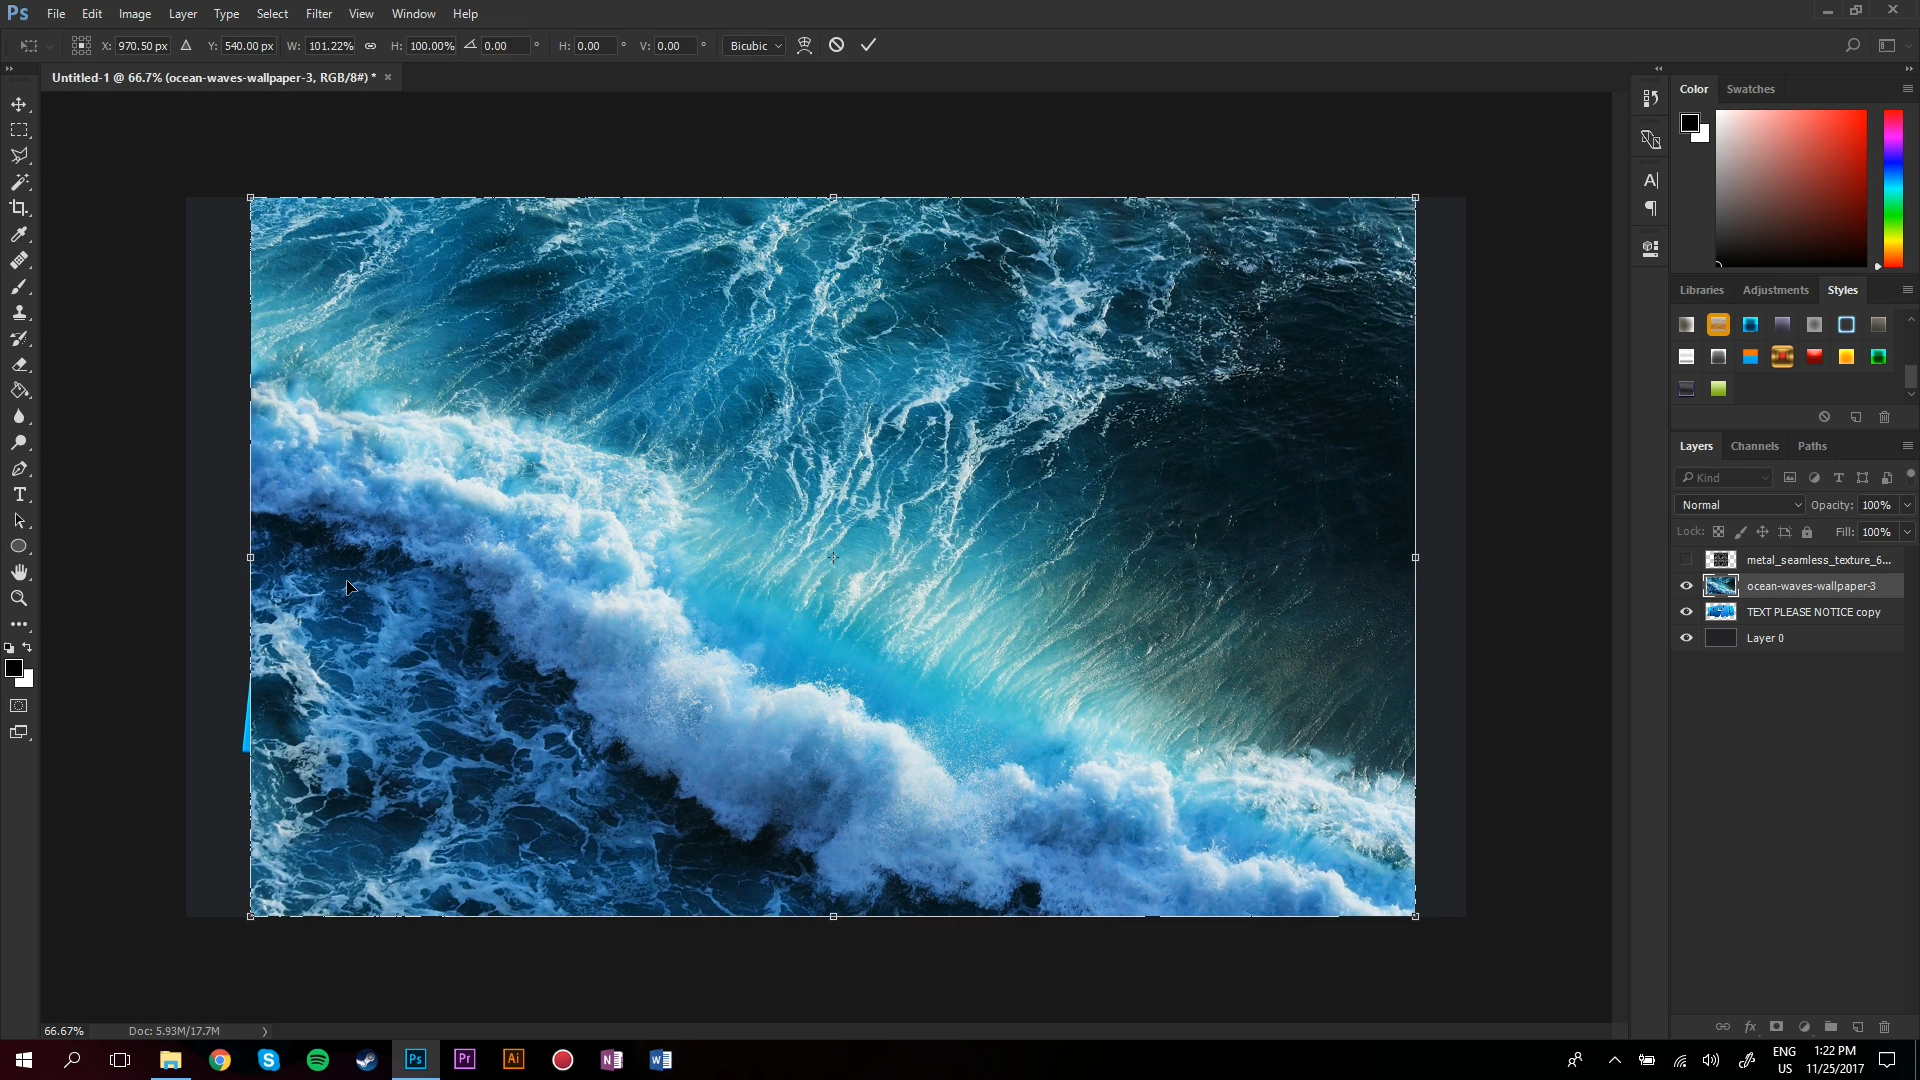 Ps File Edit Image Layer Type Select Filter View Window Help
X: 970.50 px Y: 540.00 px W: 101.22% H: 100.00% 0.00 ° H: 0.00 ° V: 0.00 ° Bicubic
Untitled-1 @ 66.7% (ocean-waves-wallpaper-3, RGB/8#) * ×
Color Swatches
Libraries Adjustments Styles
Layers Channels Paths
Kind
Normal Opacity: 100%
Lock: Fill: 100%
metal_seamless_texture_6...
ocean-waves-wallpaper-3
TEXT PLEASE NOTICE copy
Layer 0
fx
66.67% Doc: 5.93M/17.7M
Ps Pr Ai N W
ENG
US
1:22 PM
11/25/2017